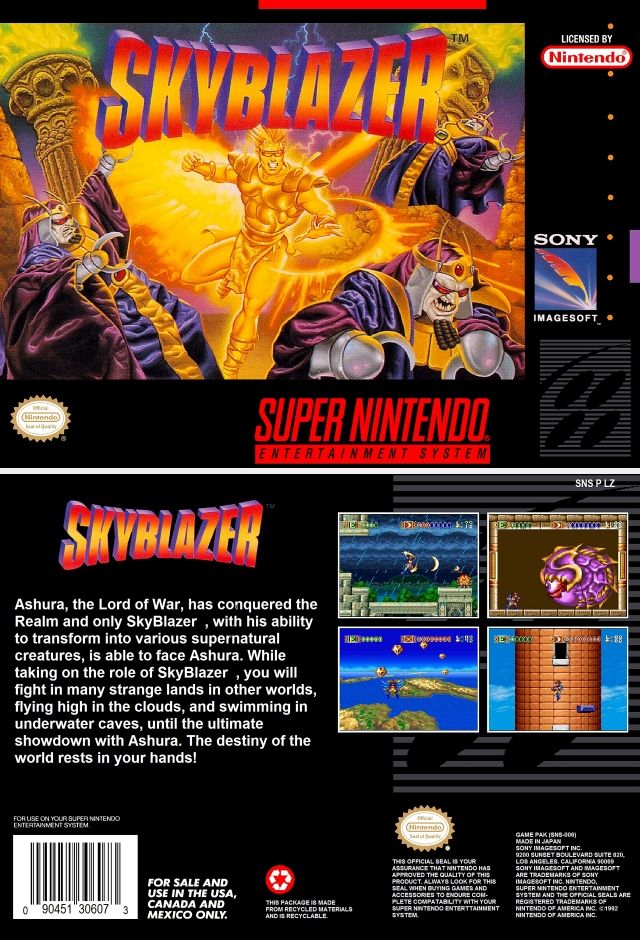 SKYBLAZER™
LICENSED BY
Nintendo®
SONY
IMAGESOFT™
Official
Nintendo
Seal of Quality
®
SUPER NINTENDO®
ENTERTAINMENT SYSTEM
SNS P LZ
SKYBLAZER™
Ashura, the Lord of War, has conquered the
Realm and only SkyBlazer , with his ability
to transform into various supernatural
creatures, is able to face Ashura. While
taking on the role of SkyBlazer , you will
fight in many strange lands in other worlds,
flying high in the clouds, and swimming in
underwater caves, until the ultimate
showdown with Ashura. The destiny of the
world rests in your hands!
FOR USE ON YOUR SUPER NINTENDO
ENTERTAINMENT SYSTEM
0 90451 30607 3
FOR SALE AND
USE IN THE USA,
CANADA AND
MEXICO ONLY.
THIS PACKAGE IS MADE
FROM RECYCLED MATERIALS
AND IS RECYCLABLE.
Official
Nintendo
Seal of Quality
®
THIS OFFICIAL SEAL IS YOUR
ASSURANCE THAT NINTENDO HAS
APPROVED THE QUALITY OF THIS
PRODUCT. ALWAYS LOOK FOR THIS
SEAL WHEN BUYING GAMES AND
ACCESSORIES TO ENDURE COM-
PLETE COMPATABILITY WITH YOUR
SUPER NINTENDO ENTERTTAINMENT
SYSTEM.
GAME PAK (SNS-006)
MADE IN JAPAN
SONY IMAGESOFT INC.
9200 SUNSET BOULEVARD SUITE 820,
LOS ANGELES, CALIFORNIA 90069
SONY IMAGESOFT AND IMAGESOFT
ARE TRADEMARKS OF SONY
IMAGESOFT INC. NINTENDO,
SUPER NINTENDO ENTERTAINMENT
SYSTEM AND THE OFFICIAL SEALS ARE
REGISTERED TRADEMARKS OF
NINTENDO OF AMERICA INC. ©1992
NINTENDO OF AMERICA INC.